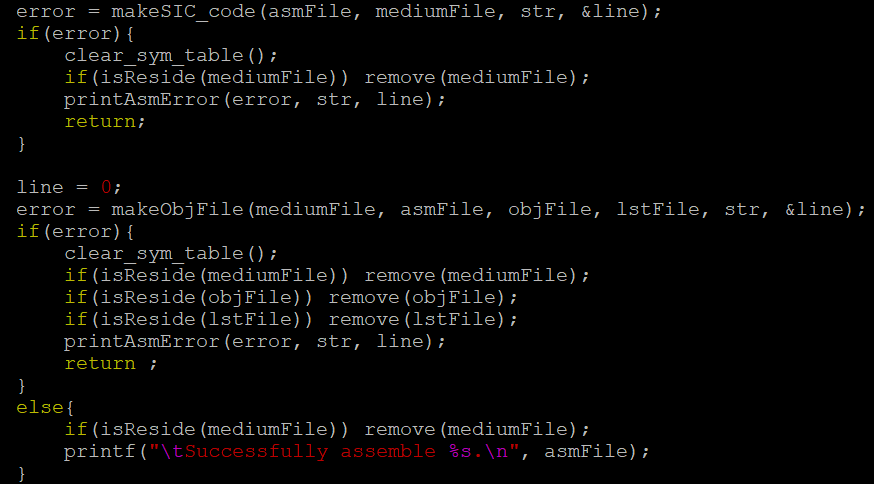 error = makeSIC_code(asmFile, mediumFile, str, &line);
if(error){
    clear_sym_table();
    if(isReside(mediumFile)) remove(mediumFile);
    printAsmError(error, str, line);
    return;
}

line = 0;
error = makeObjFile(mediumFile, asmFile, objFile, lstFile, str, &line);
if(error){
    clear_sym_table();
    if(isReside(mediumFile)) remove(mediumFile);
    if(isReside(objFile)) remove(objFile);
    if(isReside(lstFile)) remove(lstFile);
    printAsmError(error, str, line);
    return ;
}
else{
    if(isReside(mediumFile)) remove(mediumFile);
    printf("\tSuccessfully assemble %s.\n", asmFile);
}